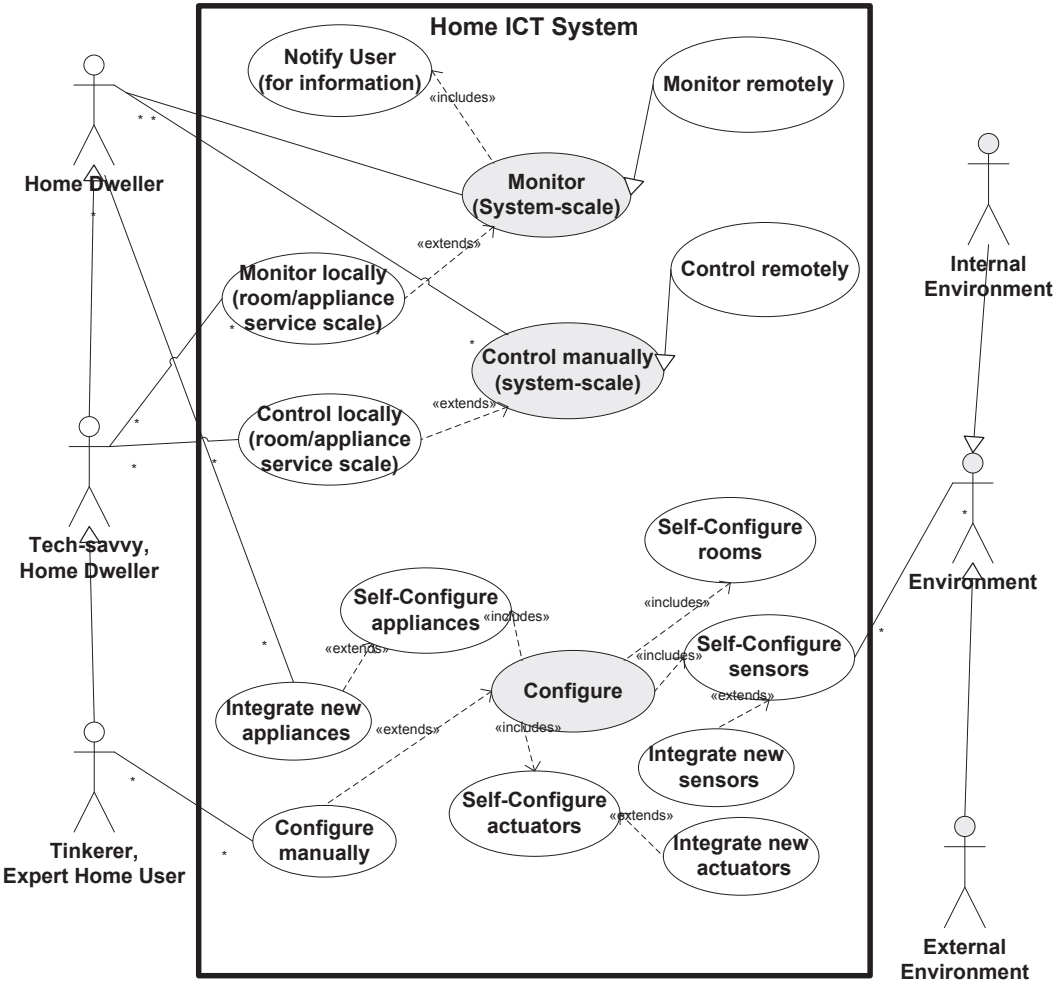 Home ICT System
Notify User
(for information)
Monitor remotely
«includes»
* *
Home Dweller
Monitor
(System-scale)
*
«extends»
Monitor locally
(room/appliance
service scale)
*
Control remotely
Internal
Environment
Control manually
(system-scale)
*
«extends»
Control locally
(room/appliance
service scale)
*
*
*
Tech-savvy,
Home Dweller
*
Environment
Self-Configure
rooms
«includes»
Self-Configure
appliances
«includes»
«extends»
*
Self-Configure
sensors
*
«includes»
«extends»
Configure
Integrate new
appliances
«extends»
«includes»
Integrate new
sensors
*
Tinkerer,
Expert Home User
Configure
manually
*
Self-Configure
actuators
«extends»
Integrate new
actuators
External
Environment